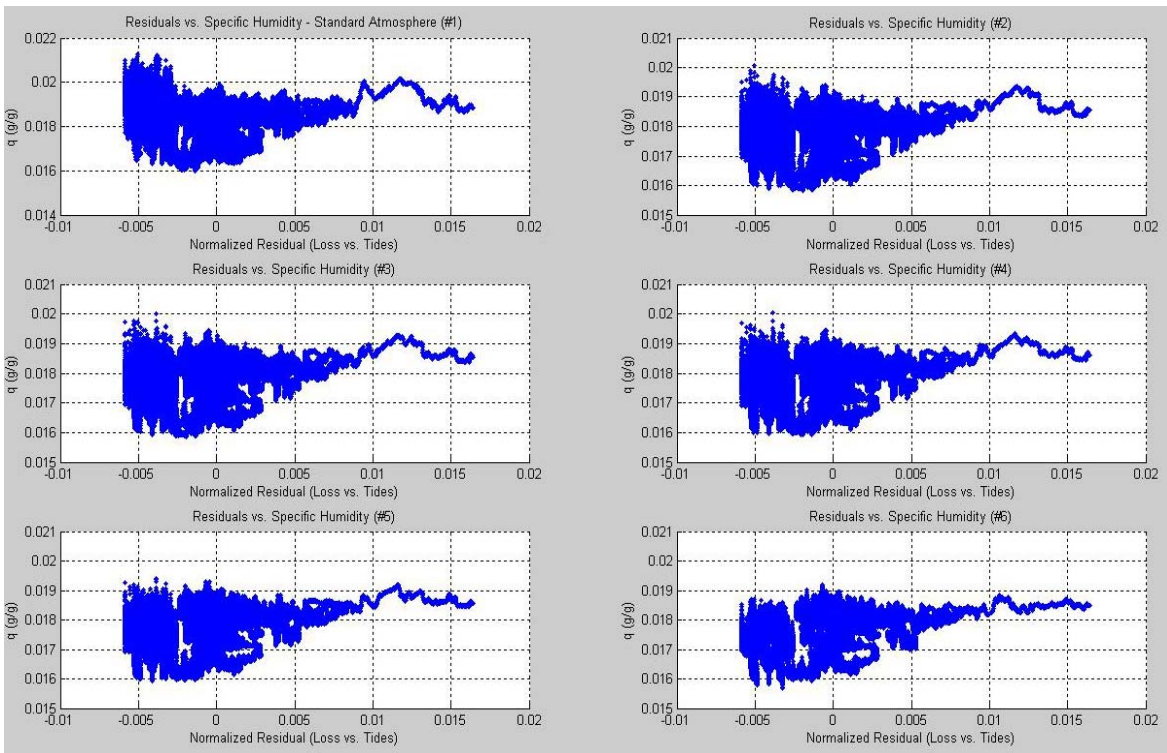 Residuals vs. Specific Humidity - Standard Atmosphere (#1)
0.022
0.02
0.018
0.016
0.014
q (g/g)
-0.01 -0.005 0 0.005 0.01 0.015 0.02
Normalized Residual (Loss vs. Tides)
Residuals vs. Specific Humidity (#2)
0.021
0.02
0.019
0.018
0.017
0.016
0.015
q (g/g)
-0.01 -0.005 0 0.005 0.01 0.015 0.02
Normalized Residual (Loss vs. Tides)
Residuals vs. Specific Humidity (#3)
0.021
0.02
0.019
0.018
0.017
0.016
0.015
q (g/g)
-0.01 -0.005 0 0.005 0.01 0.015 0.02
Normalized Residual (Loss vs. Tides)
Residuals vs. Specific Humidity (#4)
0.021
0.02
0.019
0.018
0.017
0.016
0.015
q (g/g)
-0.01 -0.005 0 0.005 0.01 0.015 0.02
Normalized Residual (Loss vs. Tides)
Residuals vs. Specific Humidity (#5)
0.021
0.02
0.019
0.018
0.017
0.016
0.015
q (g/g)
-0.01 -0.005 0 0.005 0.01 0.015 0.02
Normalized Residual (Loss vs. Tides)
Residuals vs. Specific Humidity (#6)
0.021
0.02
0.019
0.018
0.017
0.016
0.015
q (g/g)
-0.01 -0.005 0 0.005 0.01 0.015 0.02
Normalized Residual (Loss vs. Tides)